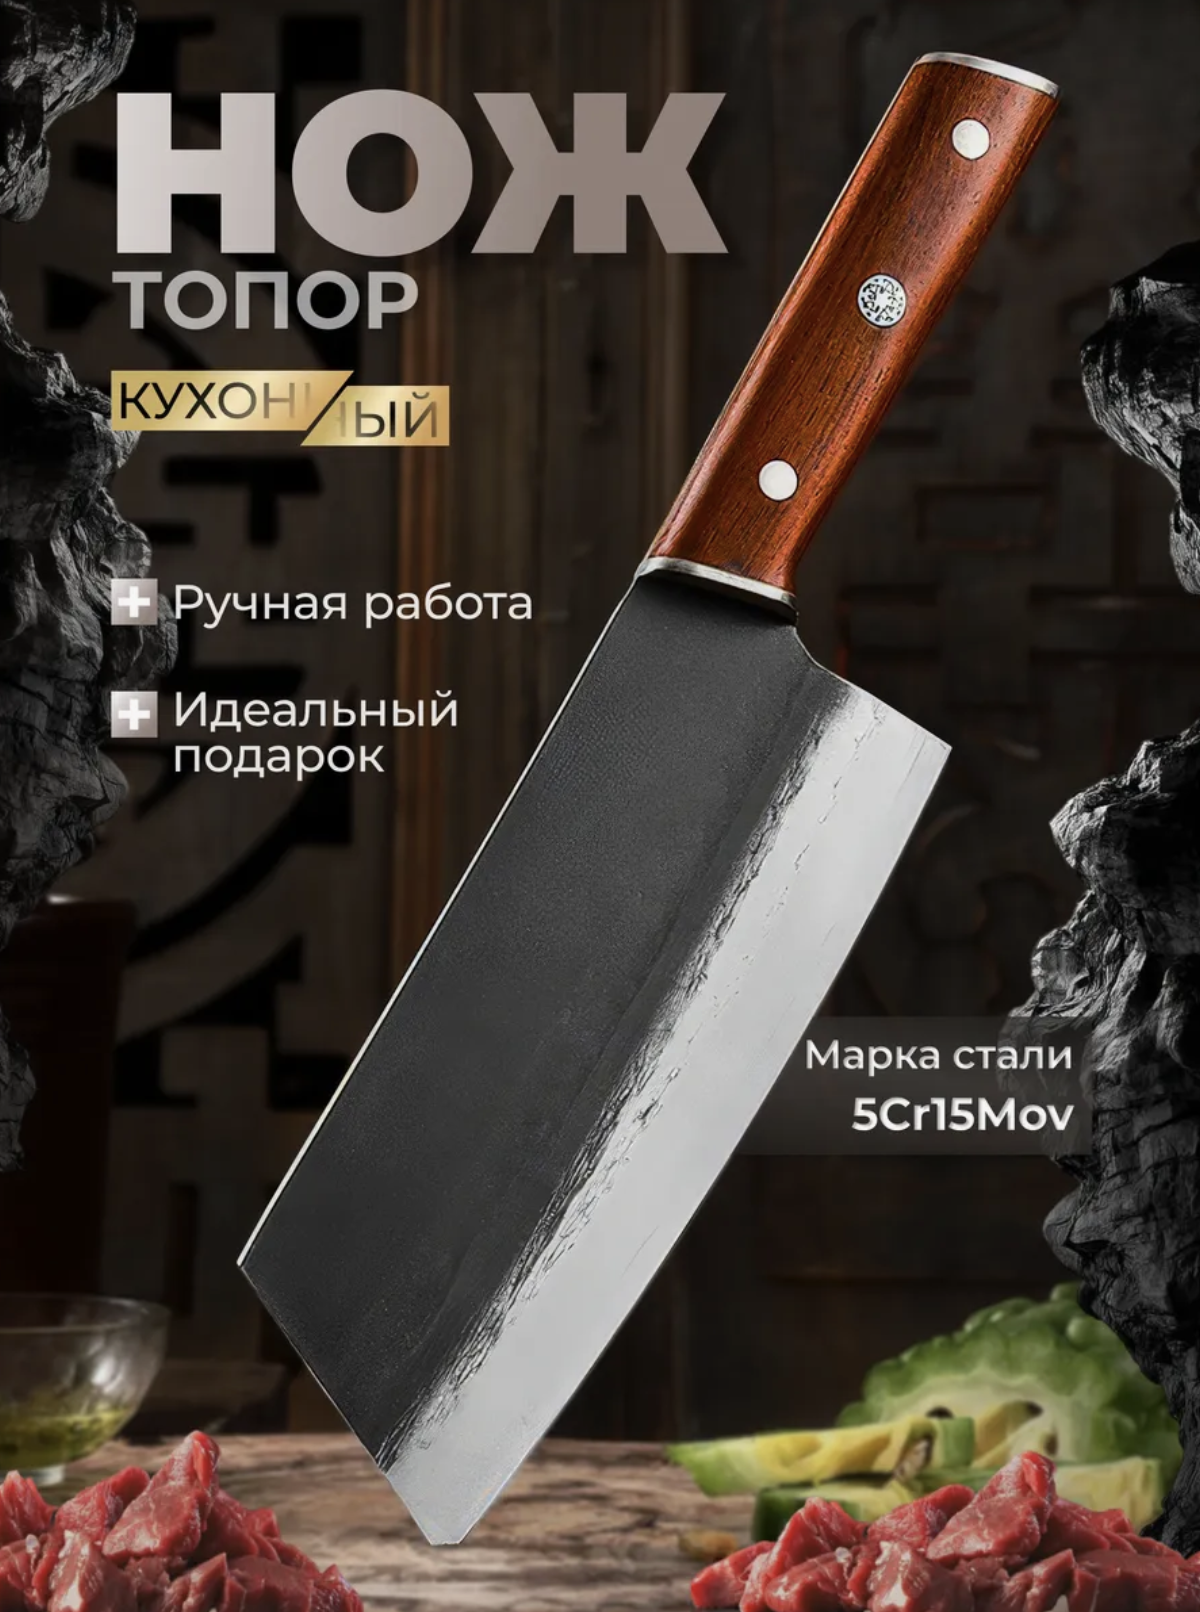 НОЖ
ТОПОР
КУХОННЫЙ
Ручная работа
Идеальный
подарок
Марка стали
5Cr15Mov